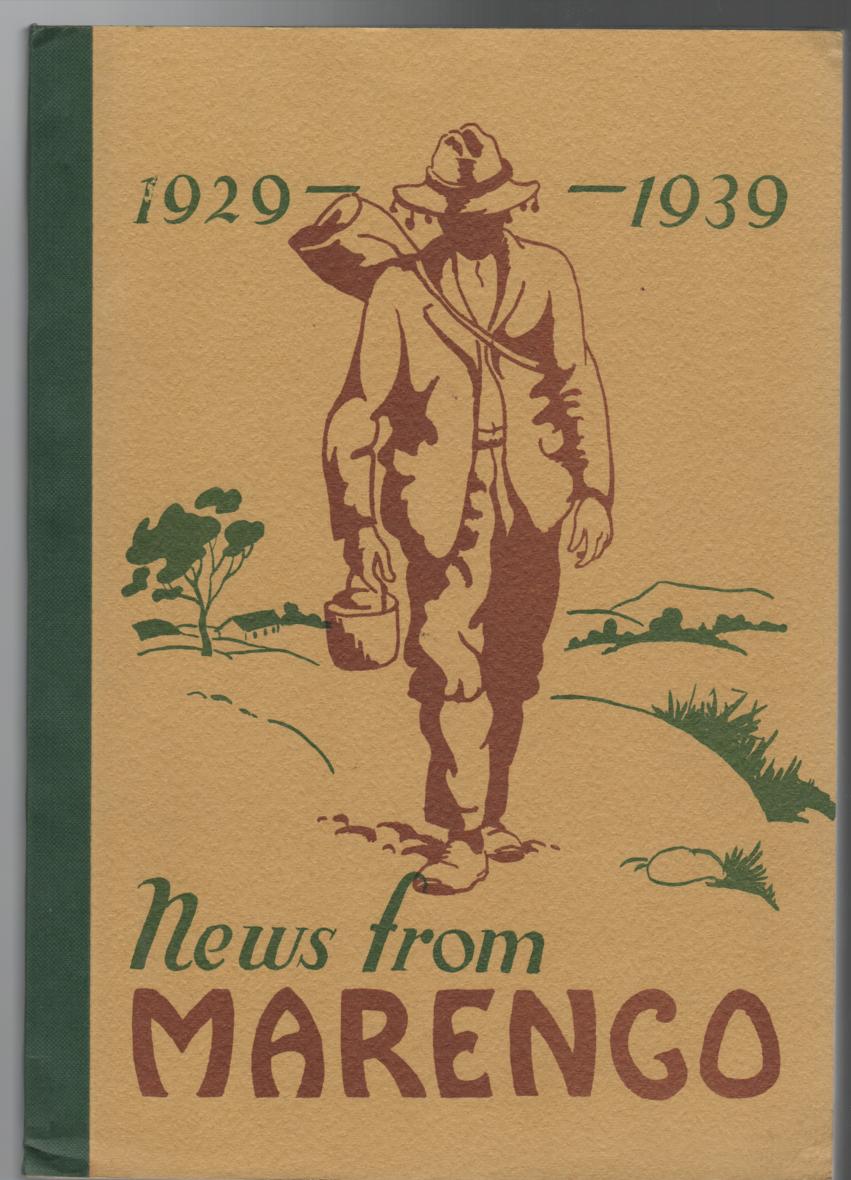 1929— —1939
News from
MARENGO